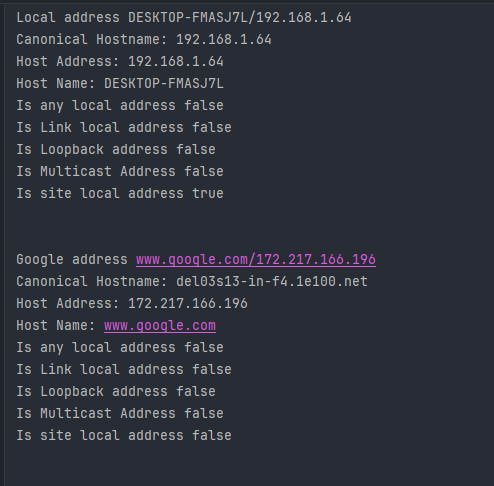 Local address DESKTOP-FMASJ7L/192.168.1.64
Canonical Hostname: 192.168.1.64
Host Address: 192.168.1.64
Host Name: DESKTOP-FMASJ7L
Is any local address false
Is Link local address false
Is Loopback address false
Is Multicast Address false
Is site local address true
Google address www.google.com/172.217.166.196
Canonical Hostname: del03s13-in-f4.1e100.net
Host Address: 172.217.166.196
Host Name: www.google.com
Is any local address false
Is Link local address false
Is Loopback address false
Is Multicast Address false
Is site local address false